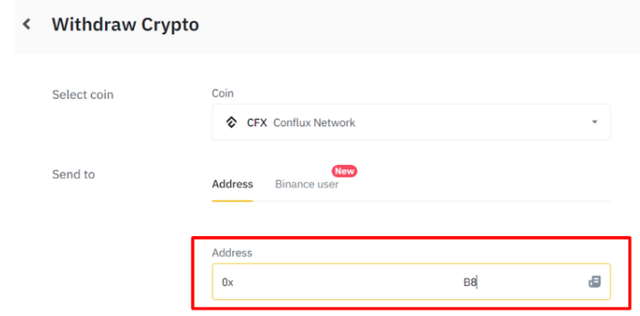 Withdraw Crypto
Select coin
Coin
CFX Conflux Network
Send to
Address
Binance user
New
Address
0x B8